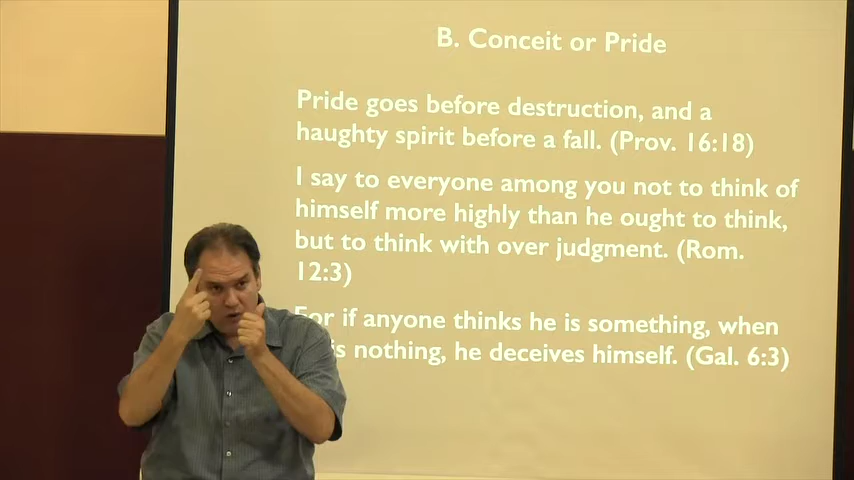 B. Conceit or Pride
Pride goes before destruction, and a
haughty spirit before a fall. (Prov. 16:18)
I say to everyone among you not to think of
himself more highly than he ought to think,
but to think with over judgment. (Rom.
12:3)
For if anyone thinks he is something, when
is nothing, he deceives himself. (Gal. 6:3)